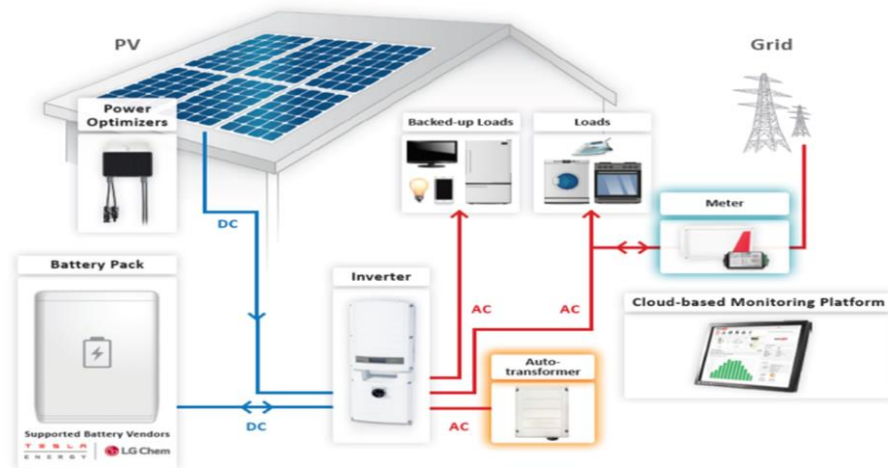 PV
Grid
Power
Optimizers
Backed-up Loads
Loads
DC
Meter
Battery Pack
Inverter
AC
AC
Cloud-based Monitoring Platform
Auto-
transformer
Supported Battery Vendors
TESLA
ENERGY
LG Chem
DC
AC